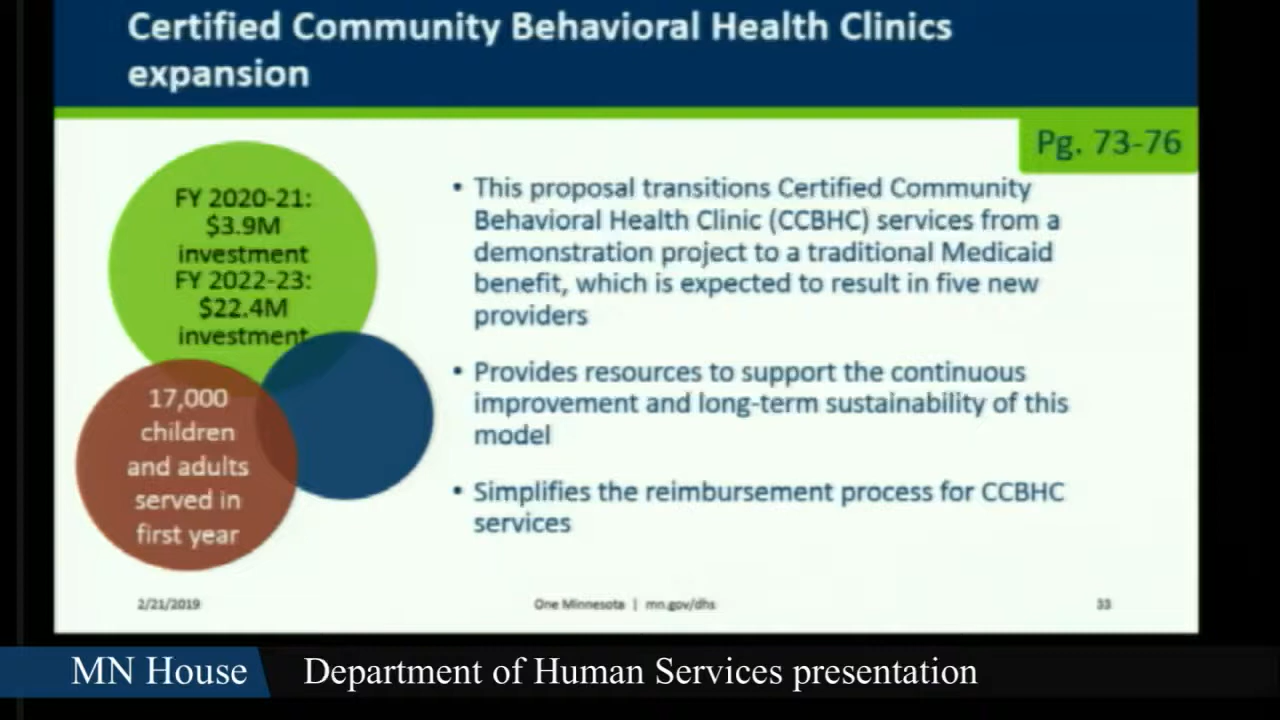 Certified Community Behavioral Health Clinics
expansion
Pg. 73-76
FY 2020-21:
$3.9M
investment
FY 2022-23:
$22.4M
investment
17,000
children
and adults
served in
first year
• This proposal transitions Certified Community
Behavioral Health Clinic (CCBHC) services from a
demonstration project to a traditional Medicaid
benefit, which is expected to result in five new
providers
• Provides resources to support the continuous
improvement and long-term sustainability of this
model
• Simplifies the reimbursement process for CCBHC
services
2/21/2019
One Minnesota | mn.gov/dhs
33
MN House
Department of Human Services presentation